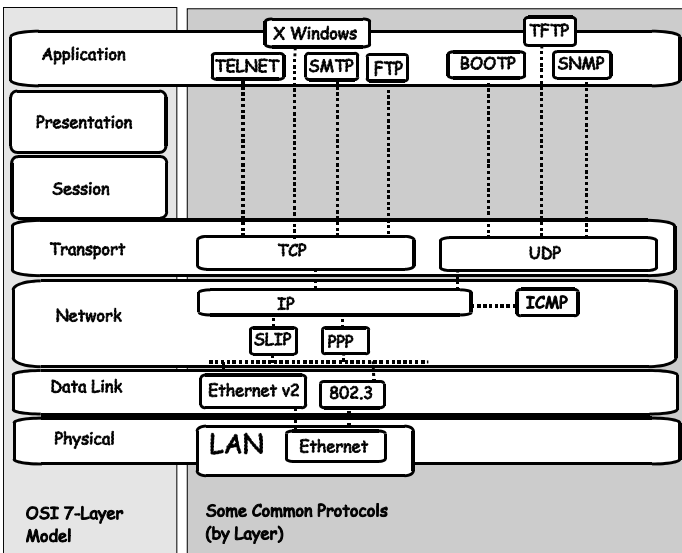 X Windows
TFTP
Application
TELNET
SMTP
FTP
BOOTP
SNMP
Presentation
Session
Transport
TCP
UDP
Network
IP
ICMP
SLIP
PPP
Data Link
Ethernet v2
802.3
Physical
LAN
Ethernet
OSI 7-Layer
Model
Some Common Protocols
(by Layer)